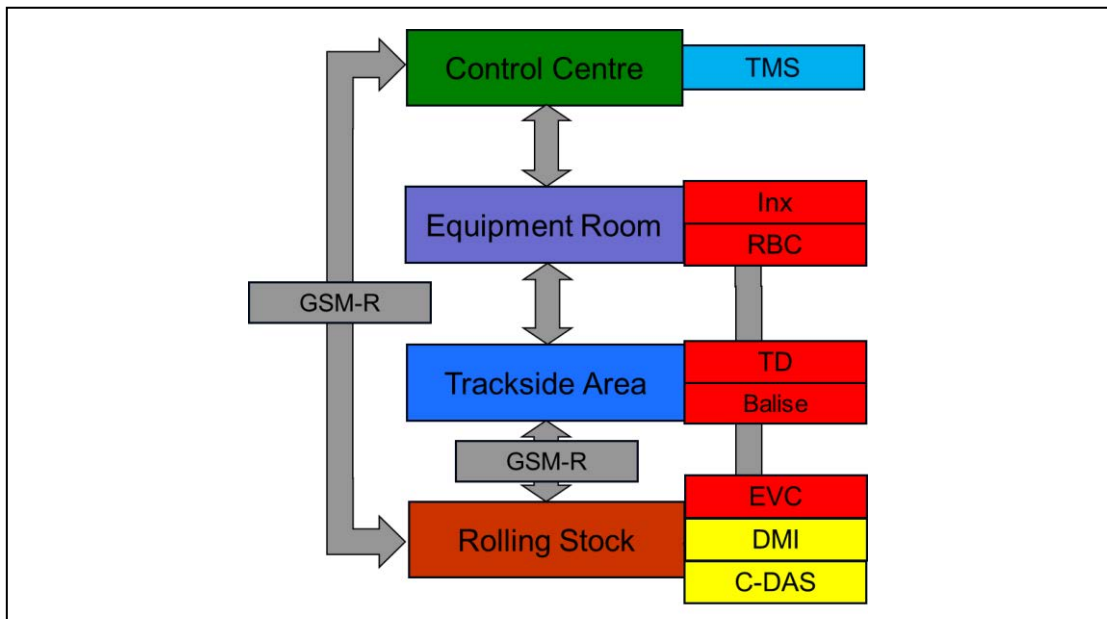 Control Centre
TMS
Equipment Room
Inx
RBC
GSM-R
Trackside Area
TD
Balise
GSM-R
Rolling Stock
EVC
DMI
C-DAS